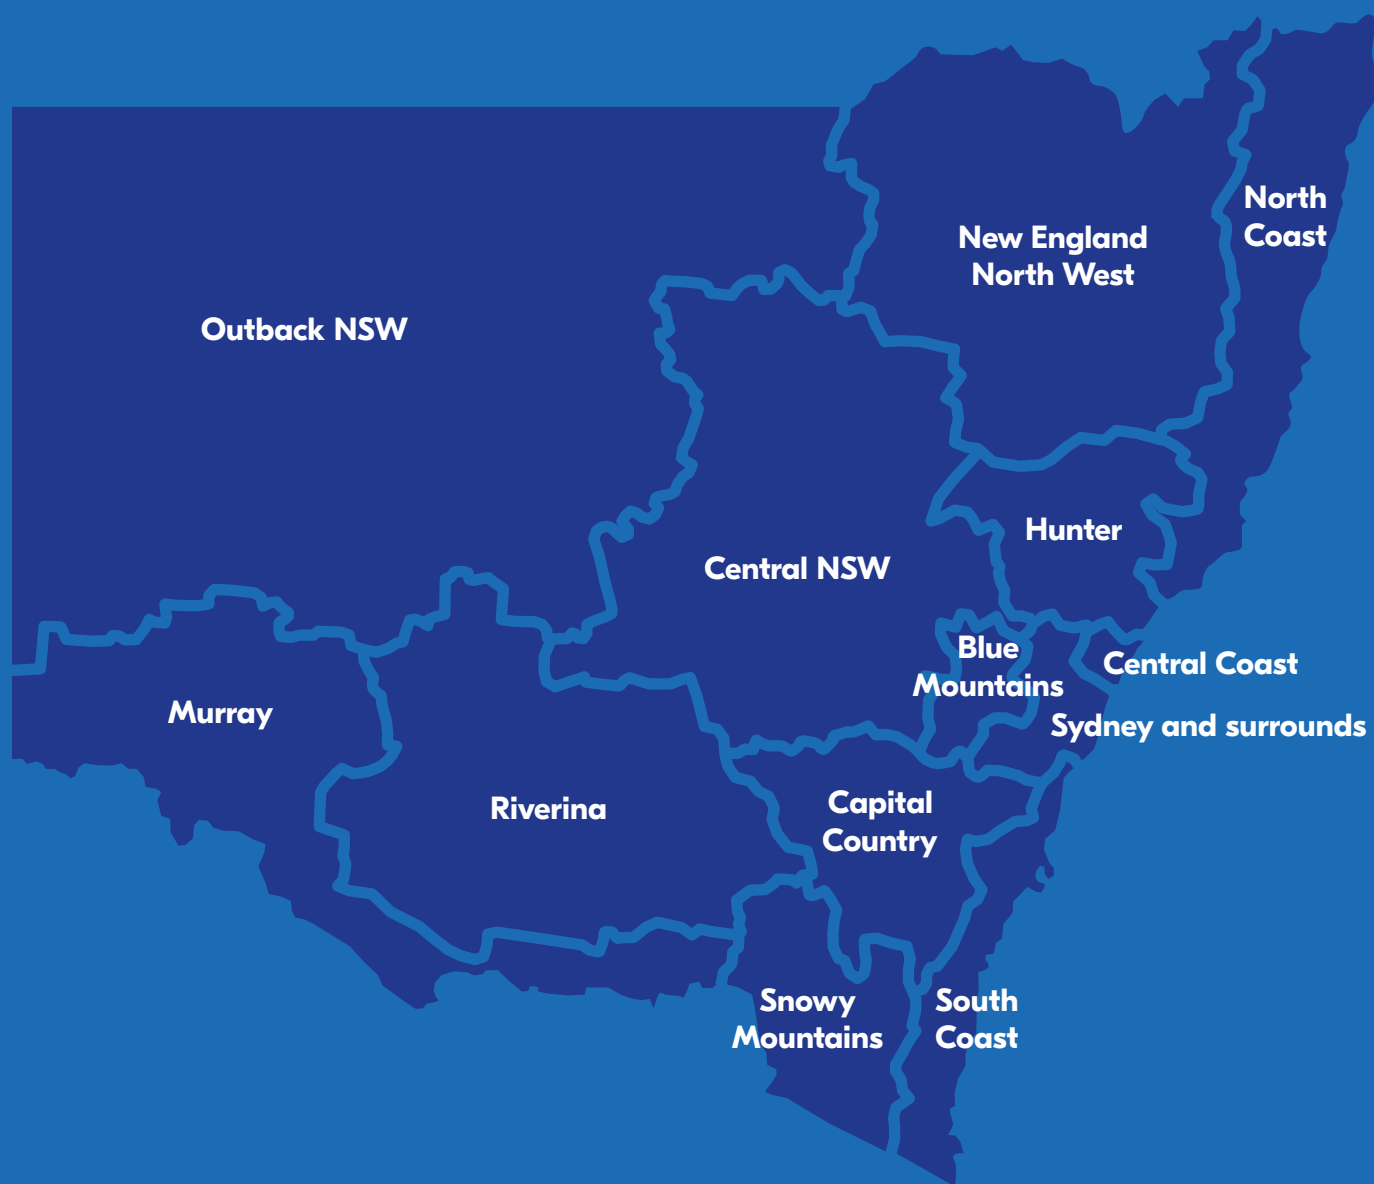 North
Coast
New England
North West
Outback NSW
Hunter
Central NSW
Blue
Mountains
Central Coast
Sydney and surrounds
Murray
Riverina
Capital
Country
Snowy
Mountains
South
Coast